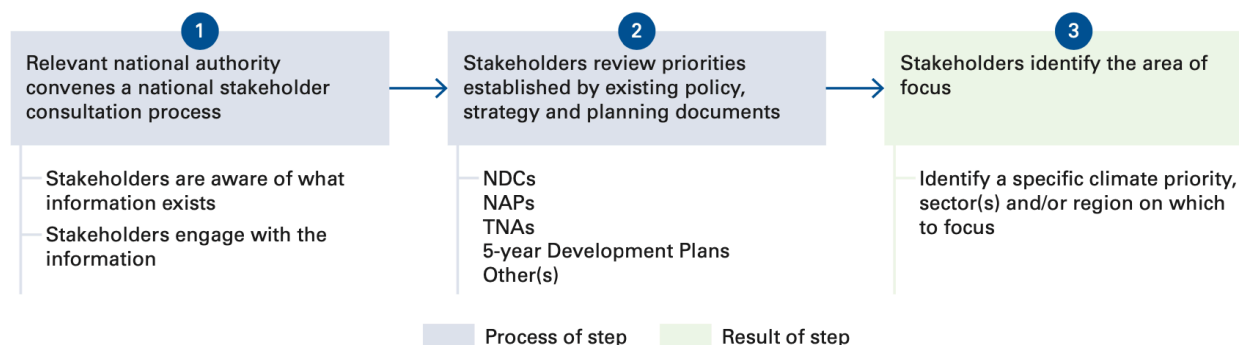 1
Relevant national authority
convenes a national stakeholder
consultation process
Stakeholders are aware of what
information exists
Stakeholders engage with the
information
2
Stakeholders review priorities
established by existing policy,
strategy and planning documents
NDCs
NAPs
TNAs
5-year Development Plans
Other(s)
3
Stakeholders identify the area of
focus
Identify a specific climate priority,
sector(s) and/or region on which
to focus
Process of step
Result of step